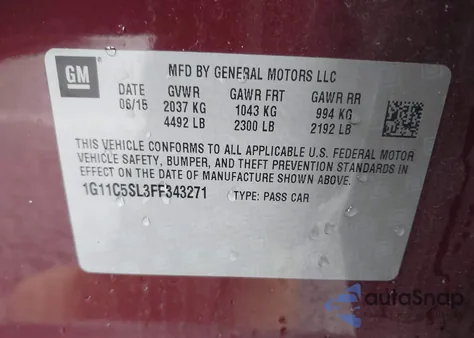 GM
MFD BY GENERAL MOTORS LLC
DATE GVWR GAWR FRT GAWR RR
06/15 2037 KG 1043 KG 994 KG
4492 LB 2300 LB 2192 LB
THIS VEHICLE CONFORMS TO ALL APPLICABLE U.S. FEDERAL MOTOR
VEHICLE SAFETY, BUMPER, AND THEFT PREVENTION STANDARDS IN
EFFECT ON THE DATE OF MANUFACTURE SHOWN ABOVE.
1G11C5SL3FF343271 TYPE: PASS CAR
autoSnap